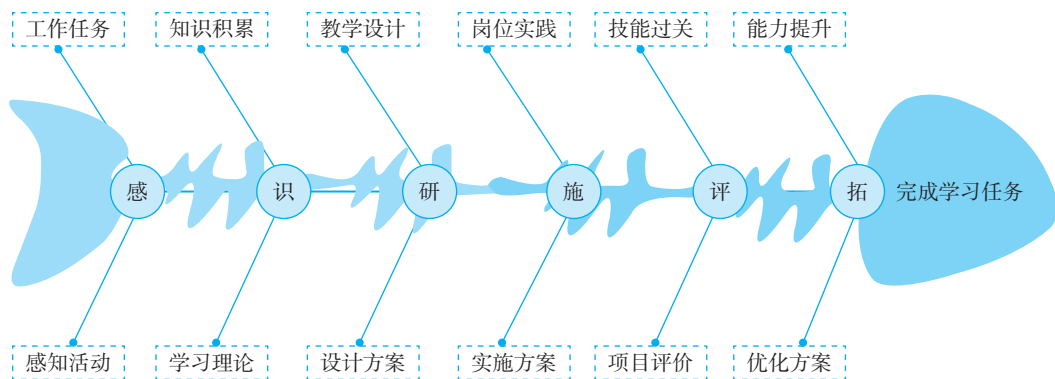 工作任务
知识积累
教学设计
岗位实践
技能过关
能力提升
感
识
研
施
评
拓
完成学习任务
感知活动
学习理论
设计方案
实施方案
项目评价
优化方案